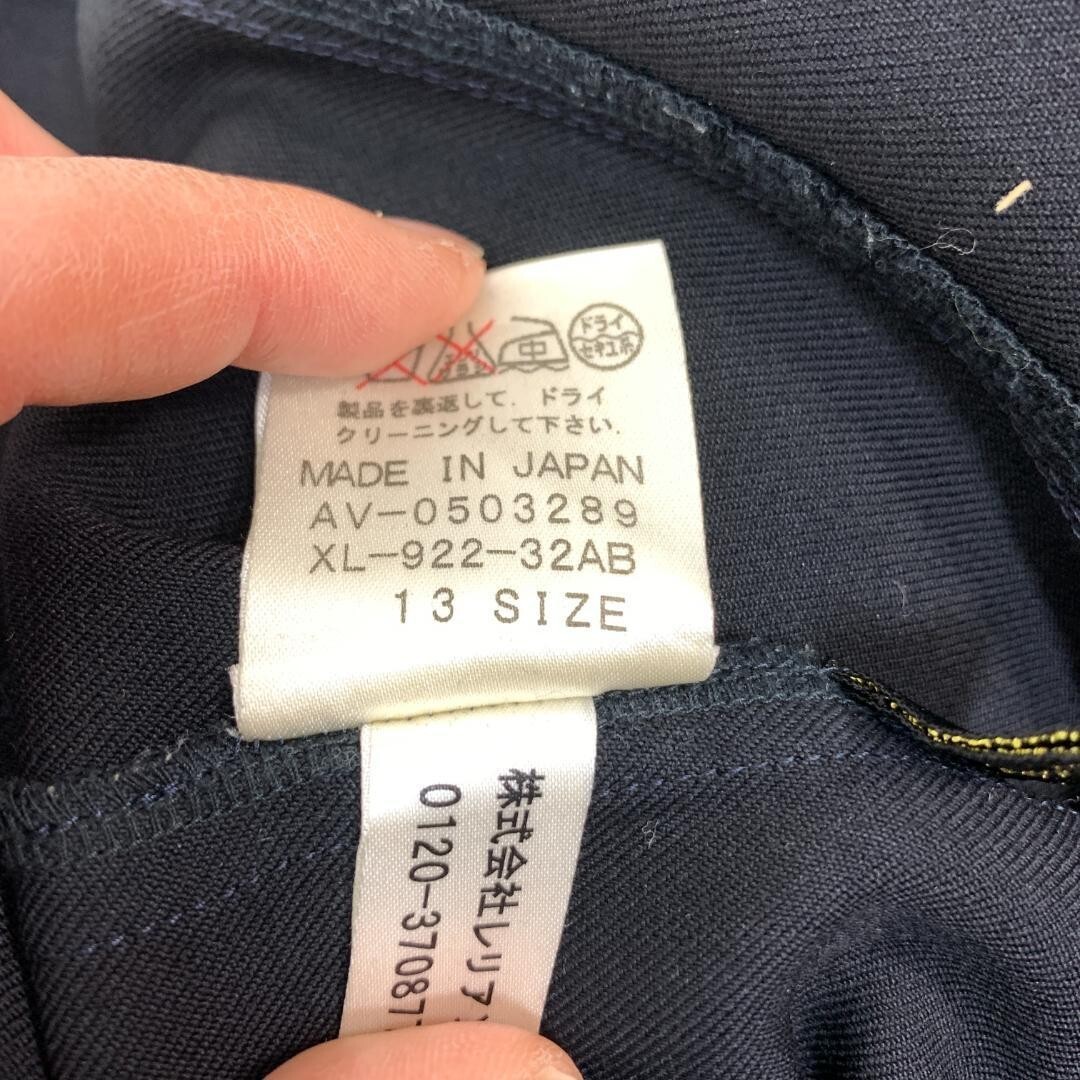 中
ドライ
セキユ系
製品を裏返して．ドライ
クリーニングして下さい．
MADE IN JAPAN
AV-0503289
XL-922-32AB
13 SIZE
株式会社レリアン
0120-37087